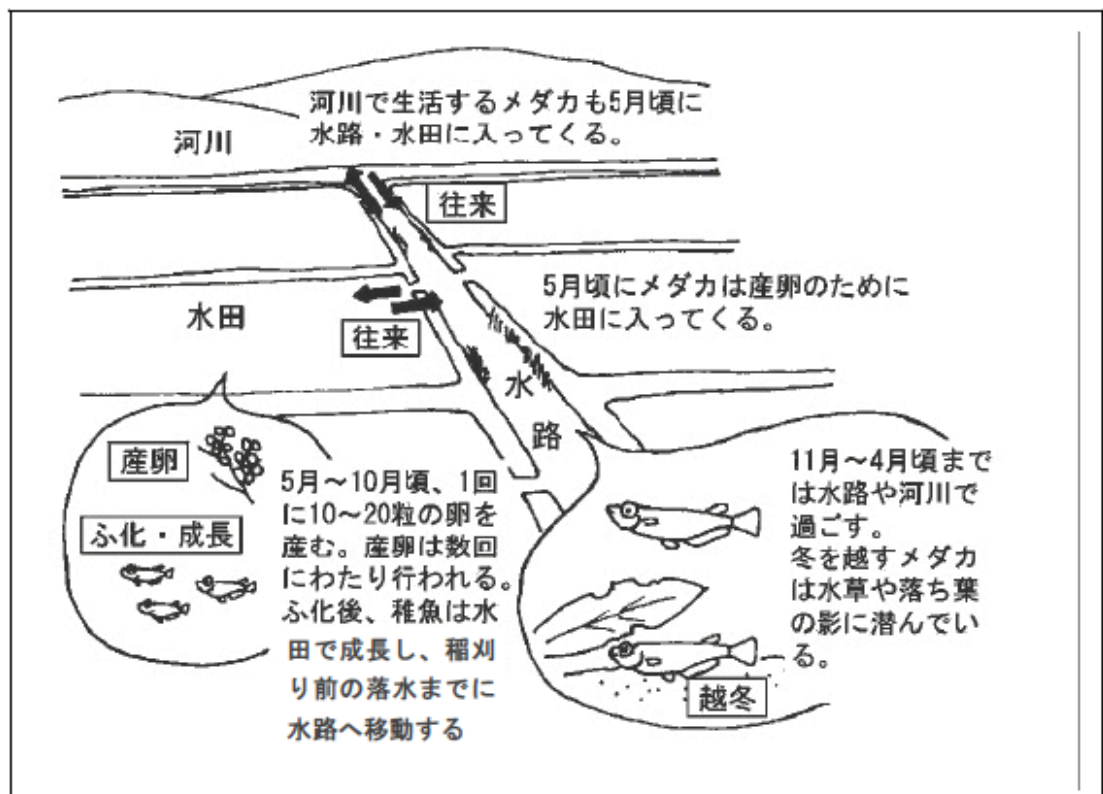 河川で生活するメダカも5月頃に
水路・水田に入ってくる。
河川
往来
5月頃にメダカは産卵のために
水田に入ってくる。
水田
往来
水
路
産卵
5月～10月頃、1回
に10～20粒の卵を
産む。産卵は数回
にわたり行われる。
ふ化後、稚魚は水
田で成長し、稲刈
り前の落水までに
水路へ移動する
ふ化・成長
11月～4月頃まで
は水路や河川で
過ごす。
冬を越すメダカ
は水草や落ち葉
の影に潜んでい
る。
越冬